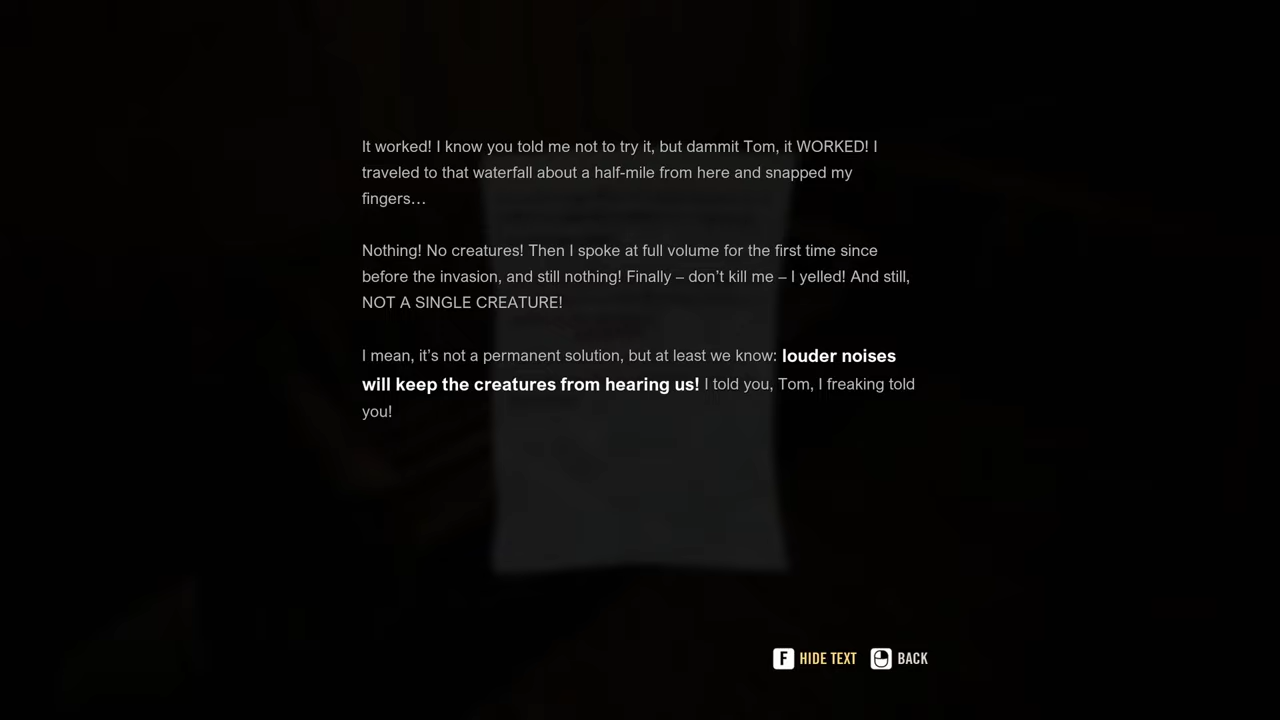 It worked! I know you told me not to try it, but dammit Tom, it WORKED! I
traveled to that waterfall about a half-mile from here and snapped my
fingers…
Nothing! No creatures! Then I spoke at full volume for the first time since
before the invasion, and still nothing! Finally – don’t kill me – I yelled! And still,
NOT A SINGLE CREATURE!
I mean, it’s not a permanent solution, but at least we know: louder noises
will keep the creatures from hearing us! I told you, Tom, I freaking told
you!
F HIDE TEXT BACK